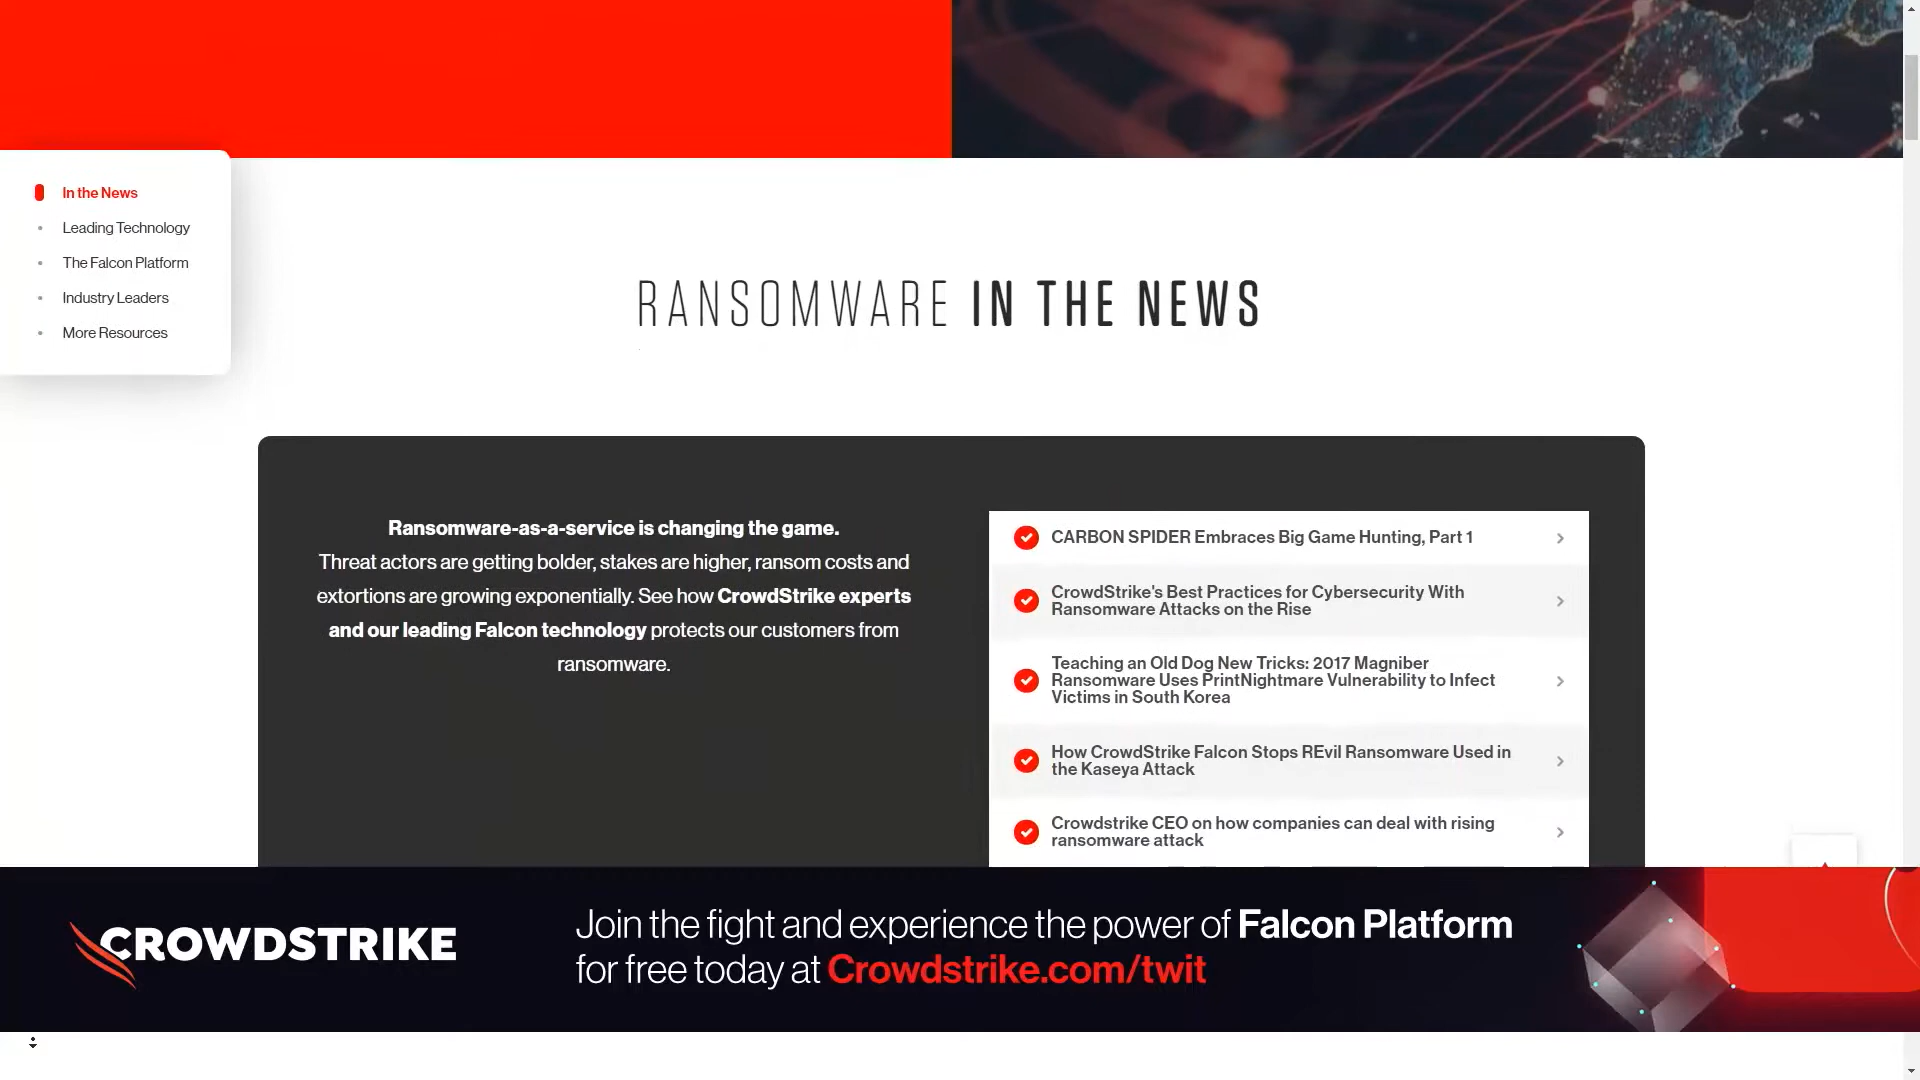 In the News
Leading Technology
The Falcon Platform
Industry Leaders
More Resources
RANSOMWARE IN THE NEWS
Ransomware-as-a-service is changing the game.
Threat actors are getting bolder, stakes are higher, ransom costs and
extortions are growing exponentially. See how CrowdStrike experts
and our leading Falcon technology protects our customers from
ransomware.
CARBON SPIDER Embraces Big Game Hunting, Part 1
CrowdStrike's Best Practices for Cybersecurity With
Ransomware Attacks on the Rise
Teaching an Old Dog New Tricks: 2017 Magniber
Ransomware Uses PrintNightmare Vulnerability to Infect
Victims in South Korea
How CrowdStrike Falcon Stops REvil Ransomware Used in
the Kaseya Attack
Crowdstrike CEO on how companies can deal with rising
ransomware attack
CROWDSTRIKE
Join the fight and experience the power of Falcon Platform
for free today at Crowdstrike.com/twit